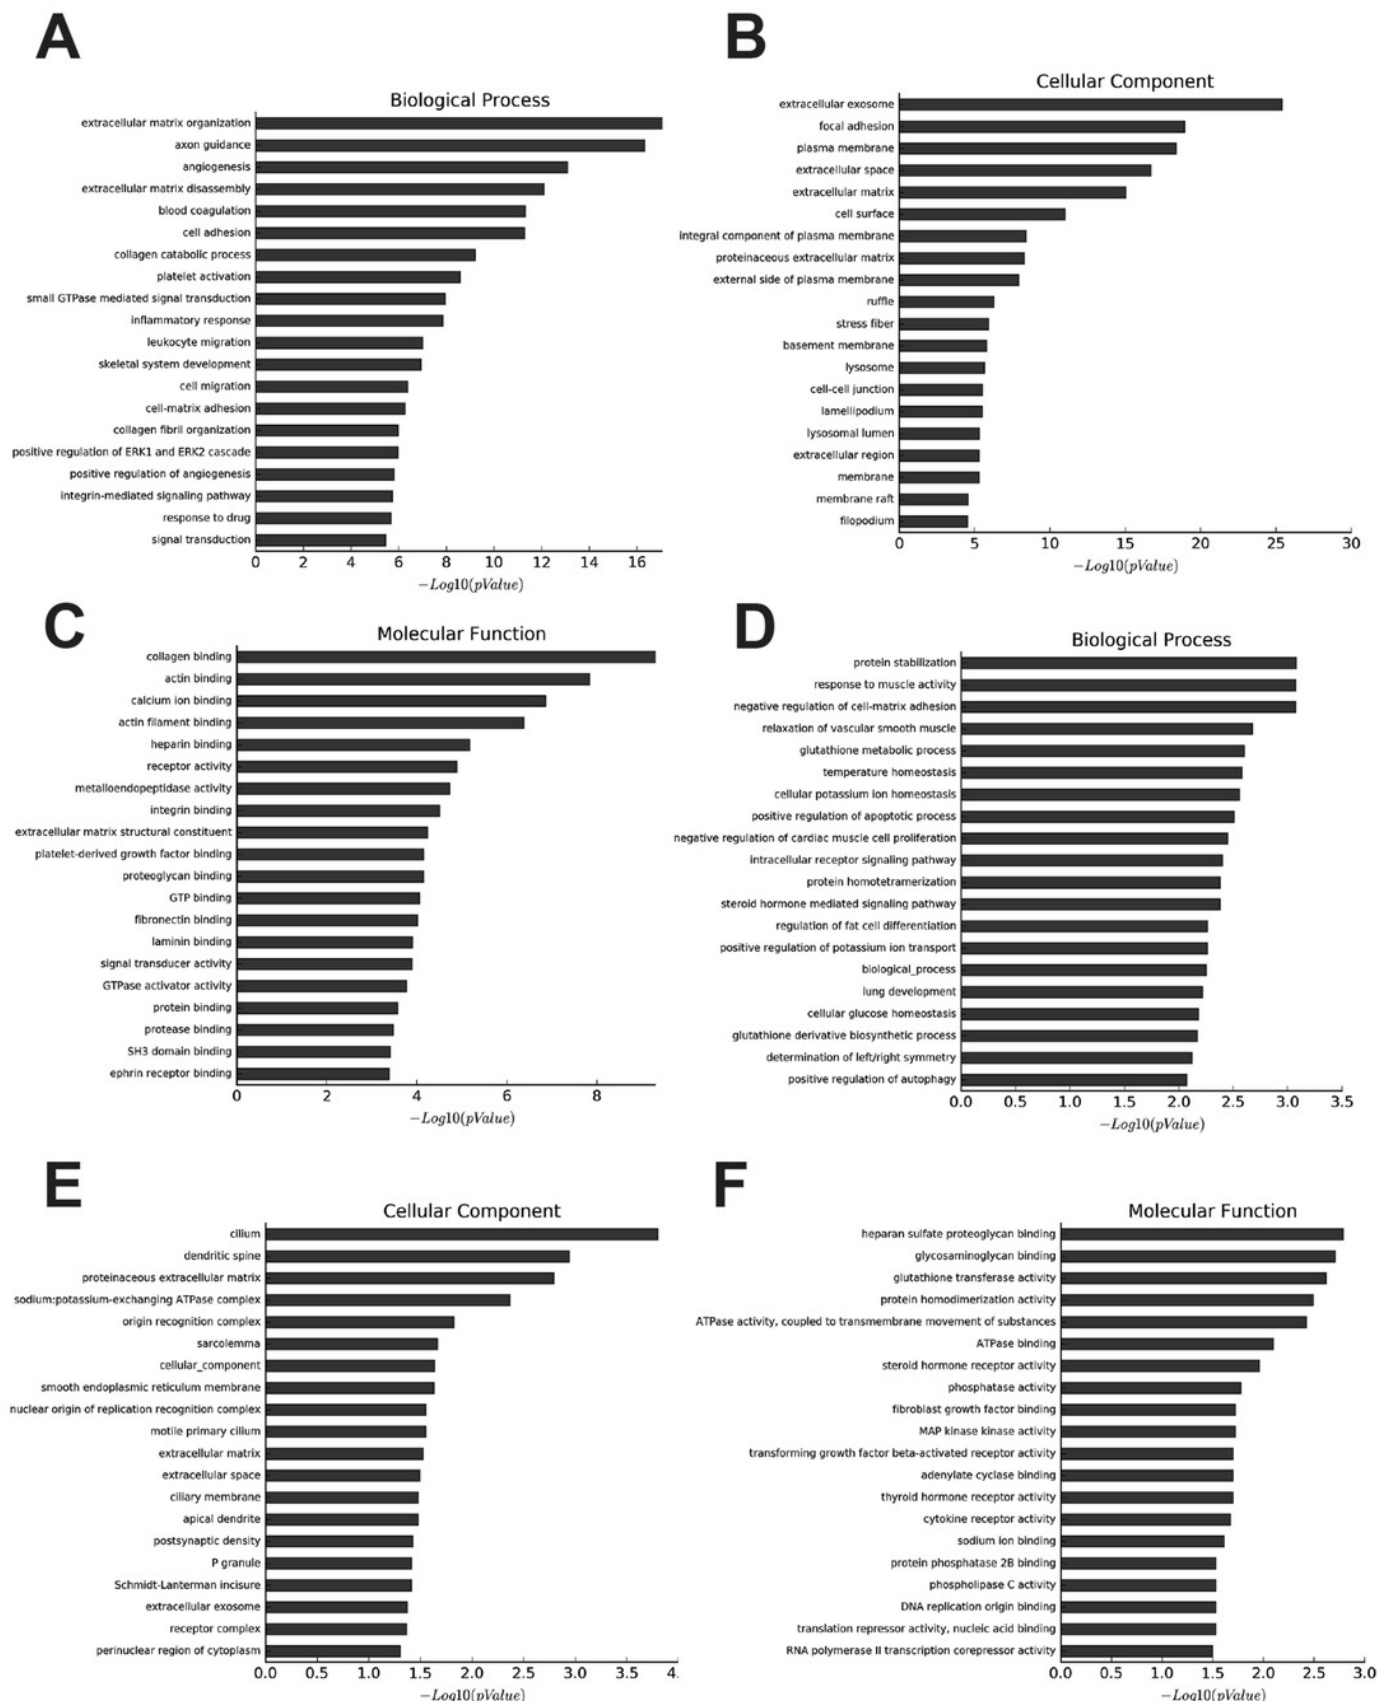 A
Biological Process
extracellular matrix organization
axon guidance
angiogenesis
extracellular matrix disassembly
blood coagulation
cell adhesion
collagen catabolic process
platelet activation
small GTPase mediated signal transduction
inflammatory response
leukocyte migration
skeletal system development
cell migration
cell-matrix adhesion
collagen fibril organization
positive regulation of ERK1 and ERK2 cascade
positive regulation of angiogenesis
integrin-mediated signaling pathway
response to drug
signal transduction
0 2 4 6 8 10 12 14 16
−Log10(pValue)
B
Cellular Component
extracellular exosome
focal adhesion
plasma membrane
extracellular space
extracellular matrix
cell surface
integral component of plasma membrane
proteinaceous extracellular matrix
external side of plasma membrane
ruffle
stress fiber
basement membrane
lysosome
cell-cell junction
lamellipodium
lysosomal lumen
extracellular region
membrane
membrane raft
filopodium
0 5 10 15 20 25 30
−Log10(pValue)
C
Molecular Function
collagen binding
actin binding
calcium ion binding
actin filament binding
heparin binding
receptor activity
metalloendopeptidase activity
integrin binding
extracellular matrix structural constituent
platelet-derived growth factor binding
proteoglycan binding
GTP binding
fibronectin binding
laminin binding
signal transducer activity
GTPase activator activity
protein binding
protease binding
SH3 domain binding
ephrin receptor binding
0 2 4 6 8
−Log10(pValue)
D
Biological Process
protein stabilization
response to muscle activity
negative regulation of cell-matrix adhesion
relaxation of vascular smooth muscle
glutathione metabolic process
temperature homeostasis
cellular potassium ion homeostasis
positive regulation of apoptotic process
negative regulation of cardiac muscle cell proliferation
intracellular receptor signaling pathway
protein homotetramerization
steroid hormone mediated signaling pathway
regulation of fat cell differentiation
positive regulation of potassium ion transport
biological_process
lung development
cellular glucose homeostasis
glutathione derivative biosynthetic process
determination of left/right symmetry
positive regulation of autophagy
0.0 0.5 1.0 1.5 2.0 2.5 3.0 3.5
−Log10(pValue)
E
Cellular Component
cilium
dendritic spine
proteinaceous extracellular matrix
sodium:potassium-exchanging ATPase complex
origin recognition complex
sarcolemma
cellular_component
smooth endoplasmic reticulum membrane
nuclear origin of replication recognition complex
motile primary cilium
extracellular matrix
extracellular space
ciliary membrane
apical dendrite
postsynaptic density
P granule
Schmidt-Lanterman incisure
extracellular exosome
receptor complex
perinuclear region of cytoplasm
0.0 0.5 1.0 1.5 2.0 2.5 3.0 3.5 4.
−Log10(pValue)
F
Molecular Function
heparan sulfate proteoglycan binding
glycosaminoglycan binding
glutathione transferase activity
protein homodimerization activity
ATPase activity, coupled to transmembrane movement of substances
ATPase binding
steroid hormone receptor activity
phosphatase activity
fibroblast growth factor binding
MAP kinase kinase activity
transforming growth factor beta-activated receptor activity
adenylate cyclase binding
thyroid hormone receptor activity
cytokine receptor activity
sodium ion binding
protein phosphatase 2B binding
phospholipase C activity
DNA replication origin binding
translation repressor activity, nucleic acid binding
RNA polymerase II transcription corepressor activity
0.0 0.5 1.0 1.5 2.0 2.5 3.0
−Log10(pValue)